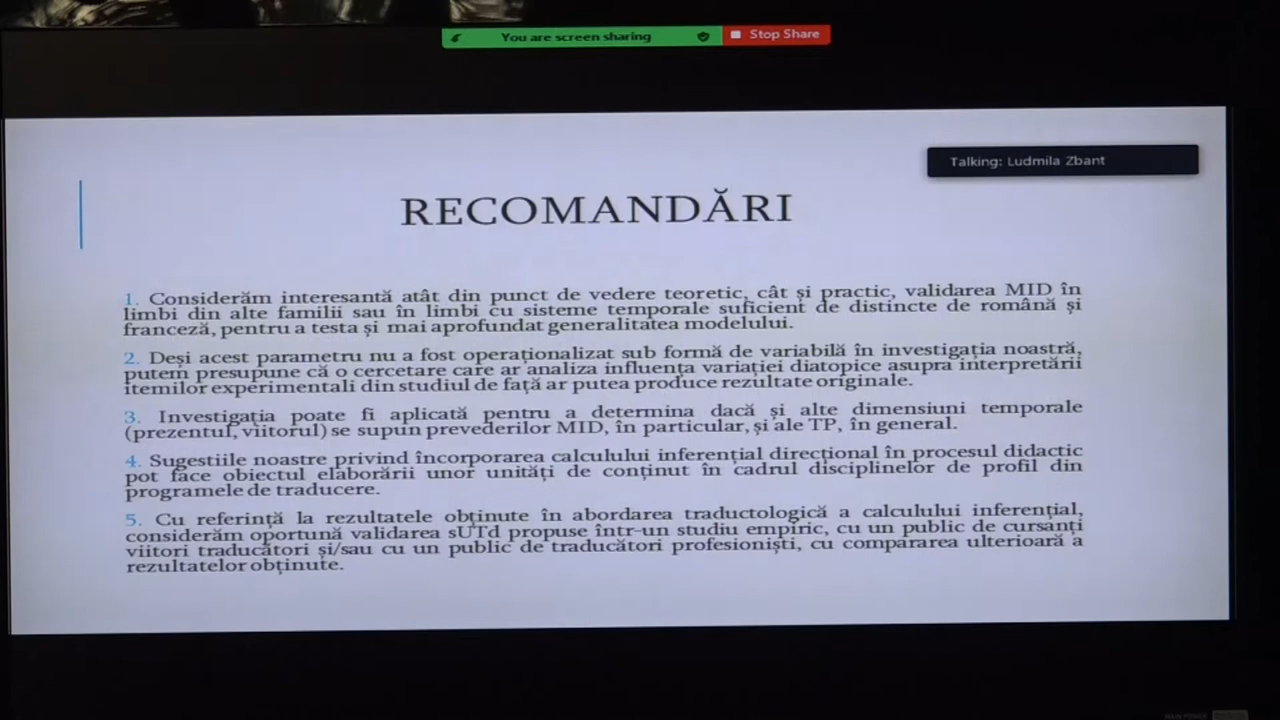 You are screen sharing
Stop Share
Talking: Ludmila Zbant
RECOMANDĂRI
1. Considerăm interesantă atât din punct de vedere teoretic, cât și practic, validarea MID în
limbi din alte familii sau în limbi cu sisteme temporale suficient de distincte de română și
franceză, pentru a testa și mai aprofundat generalitatea modelului.
2. Deși acest parametru nu a fost operaționalizat sub formă de variabilă în investigația noastră,
putem presupune că o cercetare care ar analiza influența variației diatopice asupra interpretării
itemilor experimentali din studiul de față ar putea produce rezultate originale.
3. Investigația poate fi aplicată pentru a determina dacă și alte dimensiuni temporale
(prezentul, viitorul) se supun prevederilor MID, în particular, și ale TP, în general.
4. Sugestiile noastre privind încorporarea calculului inferențial direcțional în procesul didactic
pot face obiectul elaborării unor unități de conținut în cadrul disciplinelor de profil din
programele de traducere.
5. Cu referință la rezultatele obținute în abordarea traductologică a calculului inferențial,
considerăm oportună validarea sUTd propuse într-un studiu empiric, cu un public de cursanți
viitori traducători și/sau cu un public de traducători profesioniști, cu compararea ulterioară a
rezultatelor obținute.